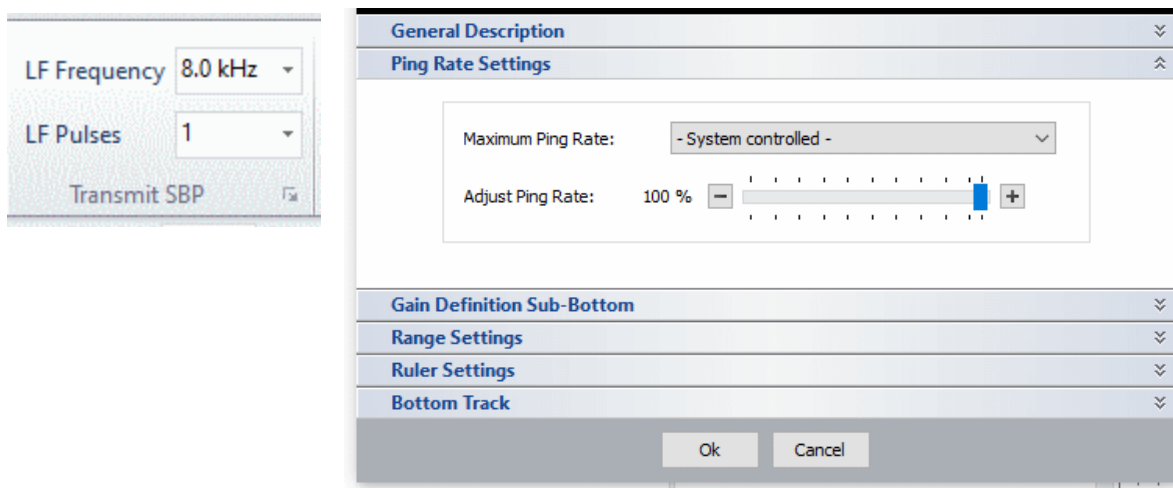 LF Frequency 8.0 kHz
LF Pulses 1
Transmit SBP
General Description
Ping Rate Settings
Maximum Ping Rate: - System controlled -
Adjust Ping Rate: 100 %
Gain Definition Sub-Bottom
Range Settings
Ruler Settings
Bottom Track
Ok Cancel